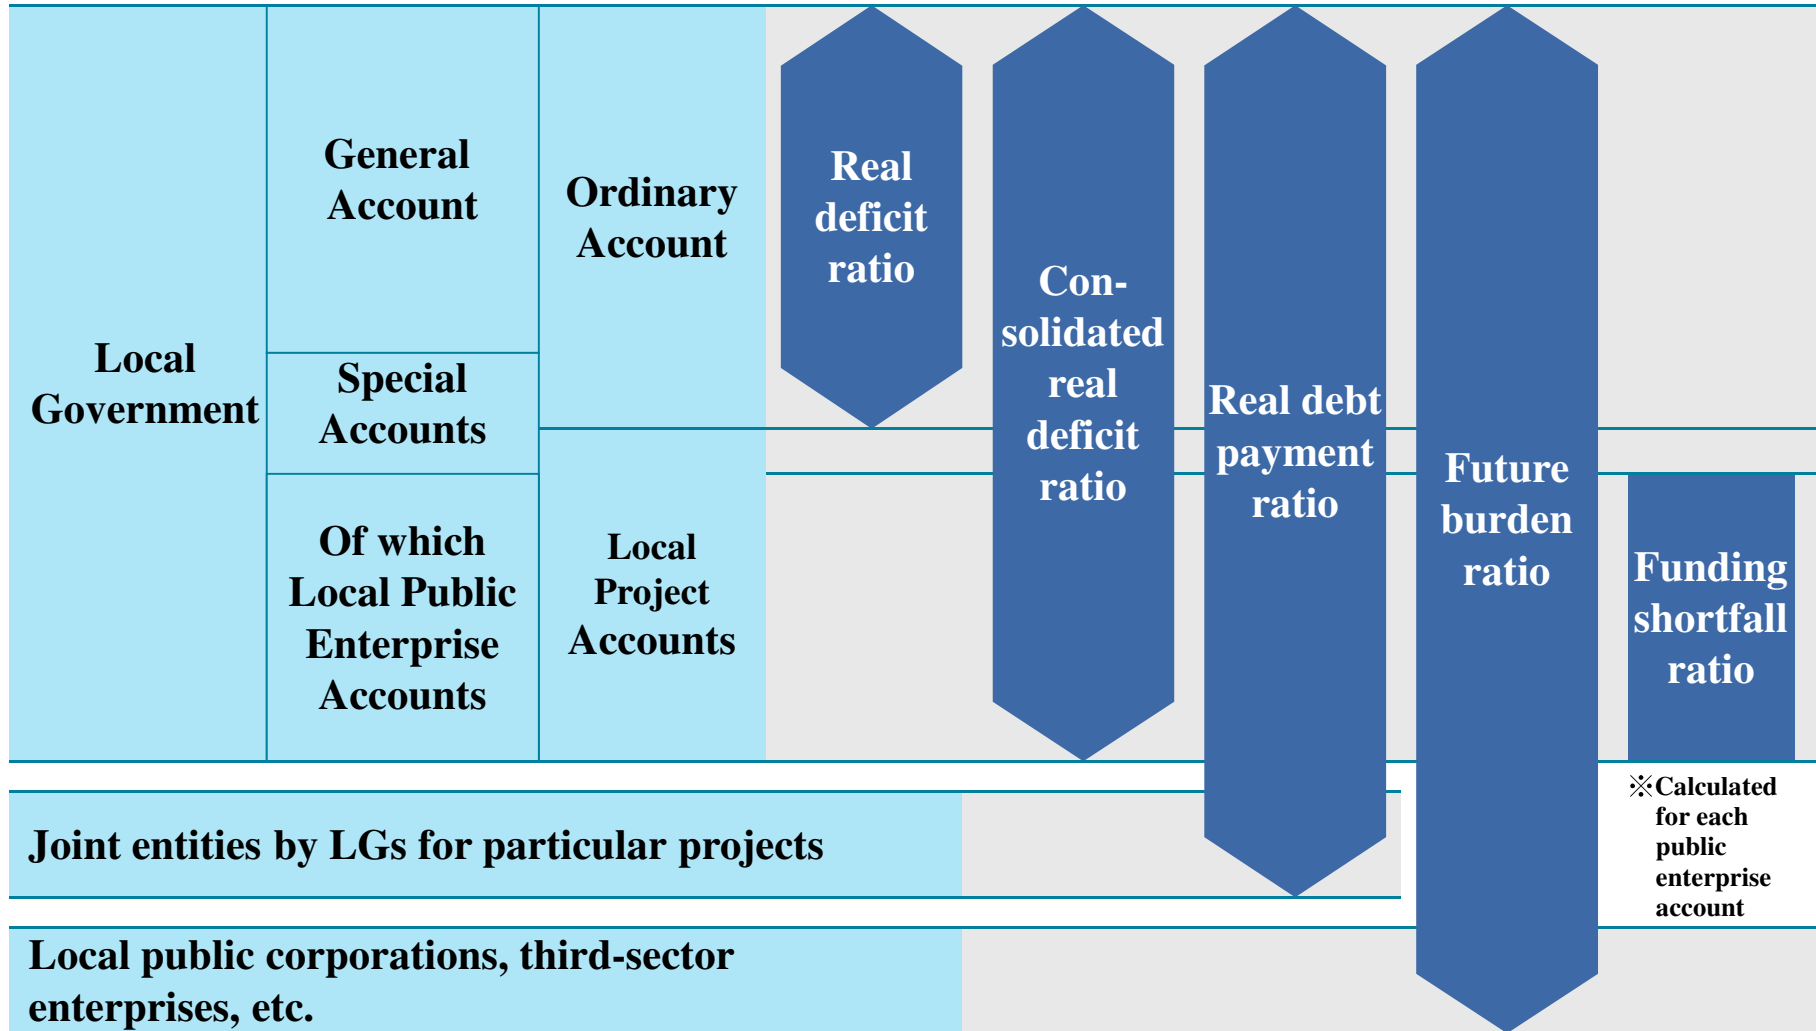 Local
Government
General
Account
Special
Accounts
Of which
Local Public
Enterprise
Accounts
Ordinary
Account
Local
Project
Accounts
Real
deficit
ratio
Con-
solidated
real
deficit
ratio
Real debt
payment
ratio
Future
burden
ratio
Funding
shortfall
ratio
※Calculated
for each
public
enterprise
account
Joint entities by LGs for particular projects
Local public corporations, third-sector
enterprises, etc.